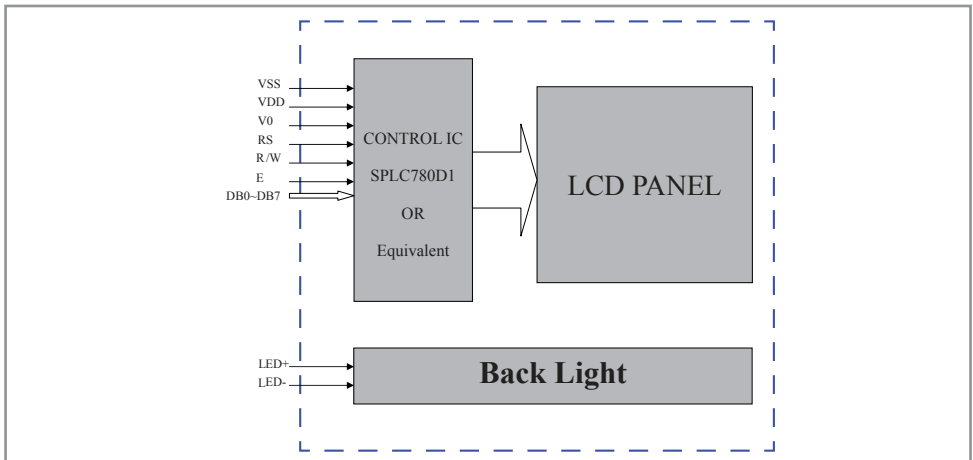 VSS
VDD
V0
RS
R/W
E
DB0~DB7
CONTROL IC
SPLC780D1
OR
Equivalent
LCD PANEL
LED+
LED-
Back Light